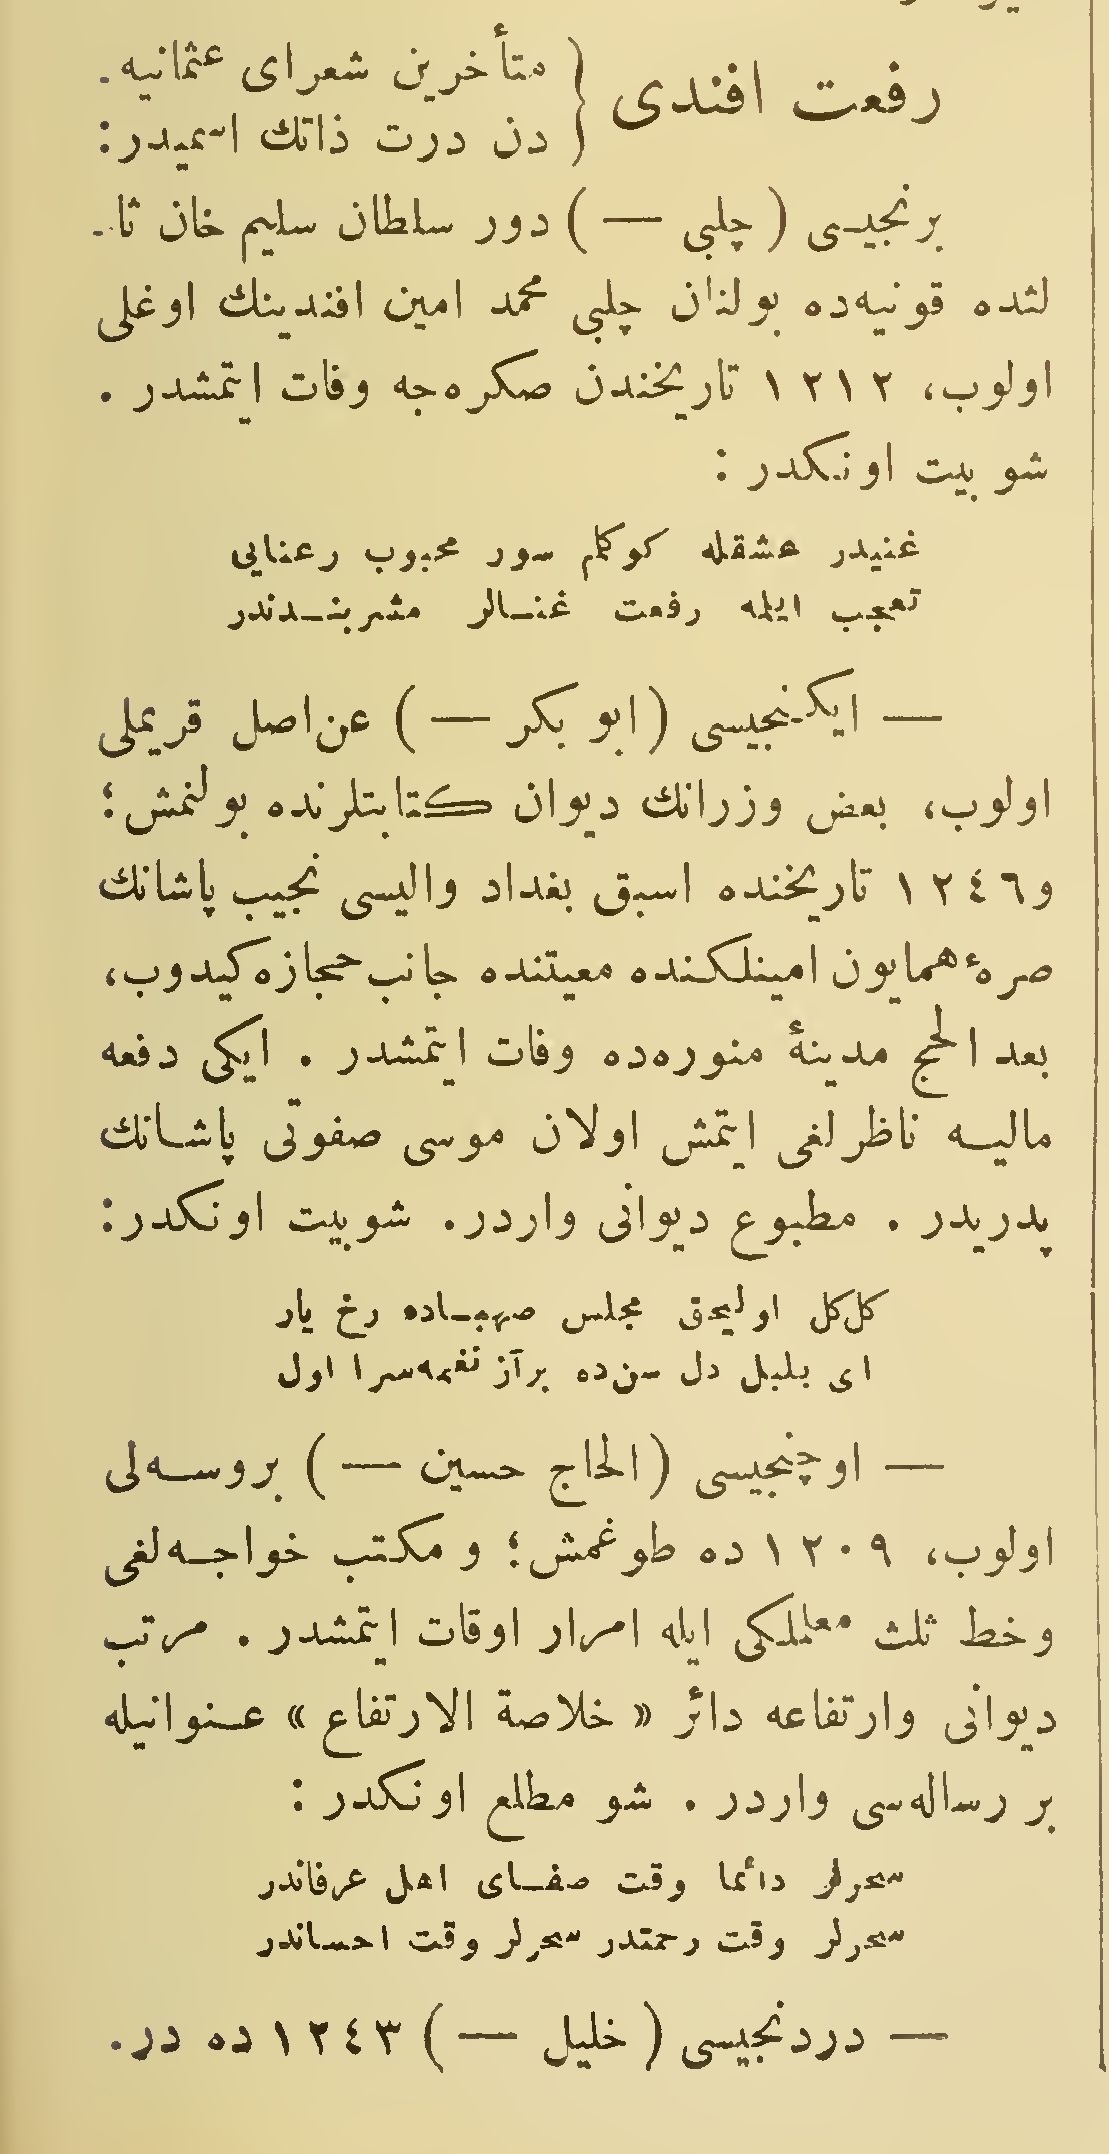 رفعت افندی { متأخرین شعرای عثمانیه-
دن درت ذاتك اسمیدر:
برنجیسی (چلبی —) دور سلطان سلیم خان ثا-
لثده قونیه‌ده بولنان چلبی محمد امین افندینك اوغلی
اولوب، ١٢١٢ تاریخندن صکره‌جه وفات ایتمشدر .
شو بیت اونکدر :
غنیدر عشقله کوکلم سور محبوب رعنایی
تعجب ایلمه رفعت غنالر مشربندندر
— ایکنجیسی (ابو بکر —) عن‌اصل قریملی
اولوب، بعض وزرانك دیوان کتابتلرنده بولنمش؛
و١٢٤٦ تاریخنده اسبق بغداد والیسی نجیب پاشانك
صرهٔ همایون امینلکنده معیتنده جانب حجازه کیدوب،
بعد الحج مدینهٔ منوره‌ده وفات ایتمشدر . ایکی دفعه
مالیه ناظرلغی ایتمش اولان موسی صفوتی پاشانك
پدریدر . مطبوع دیوانی واردر. شوبیت اونکدر:
کل‌کل اولیجق مجلس صهباده رخ یار
ای بلبل دل سن‌ده برآز نغمه‌سرا اول
— اوچنجیسی (الحاج حسین —) بروسه‌لی
اولوب، ١٢٠٩ ده طوغمش؛ و مکتب خواجه‌لغی
وخط ثلث معلملکی ایله امرار اوقات ایتمشدر . مرتب
دیوانی وارتفاعه دائر « خلاصة الارتفاع » عنوانیله
بر رساله‌سی واردر . شو مطلع اونکدر :
سحرلر دائما وقت صفای اهل عرفاندر
سحرلر وقت رحمتدر سحرلر وقت احساندر
— دردنجیسی (خلیل —) ١٢٤٣ ده در.